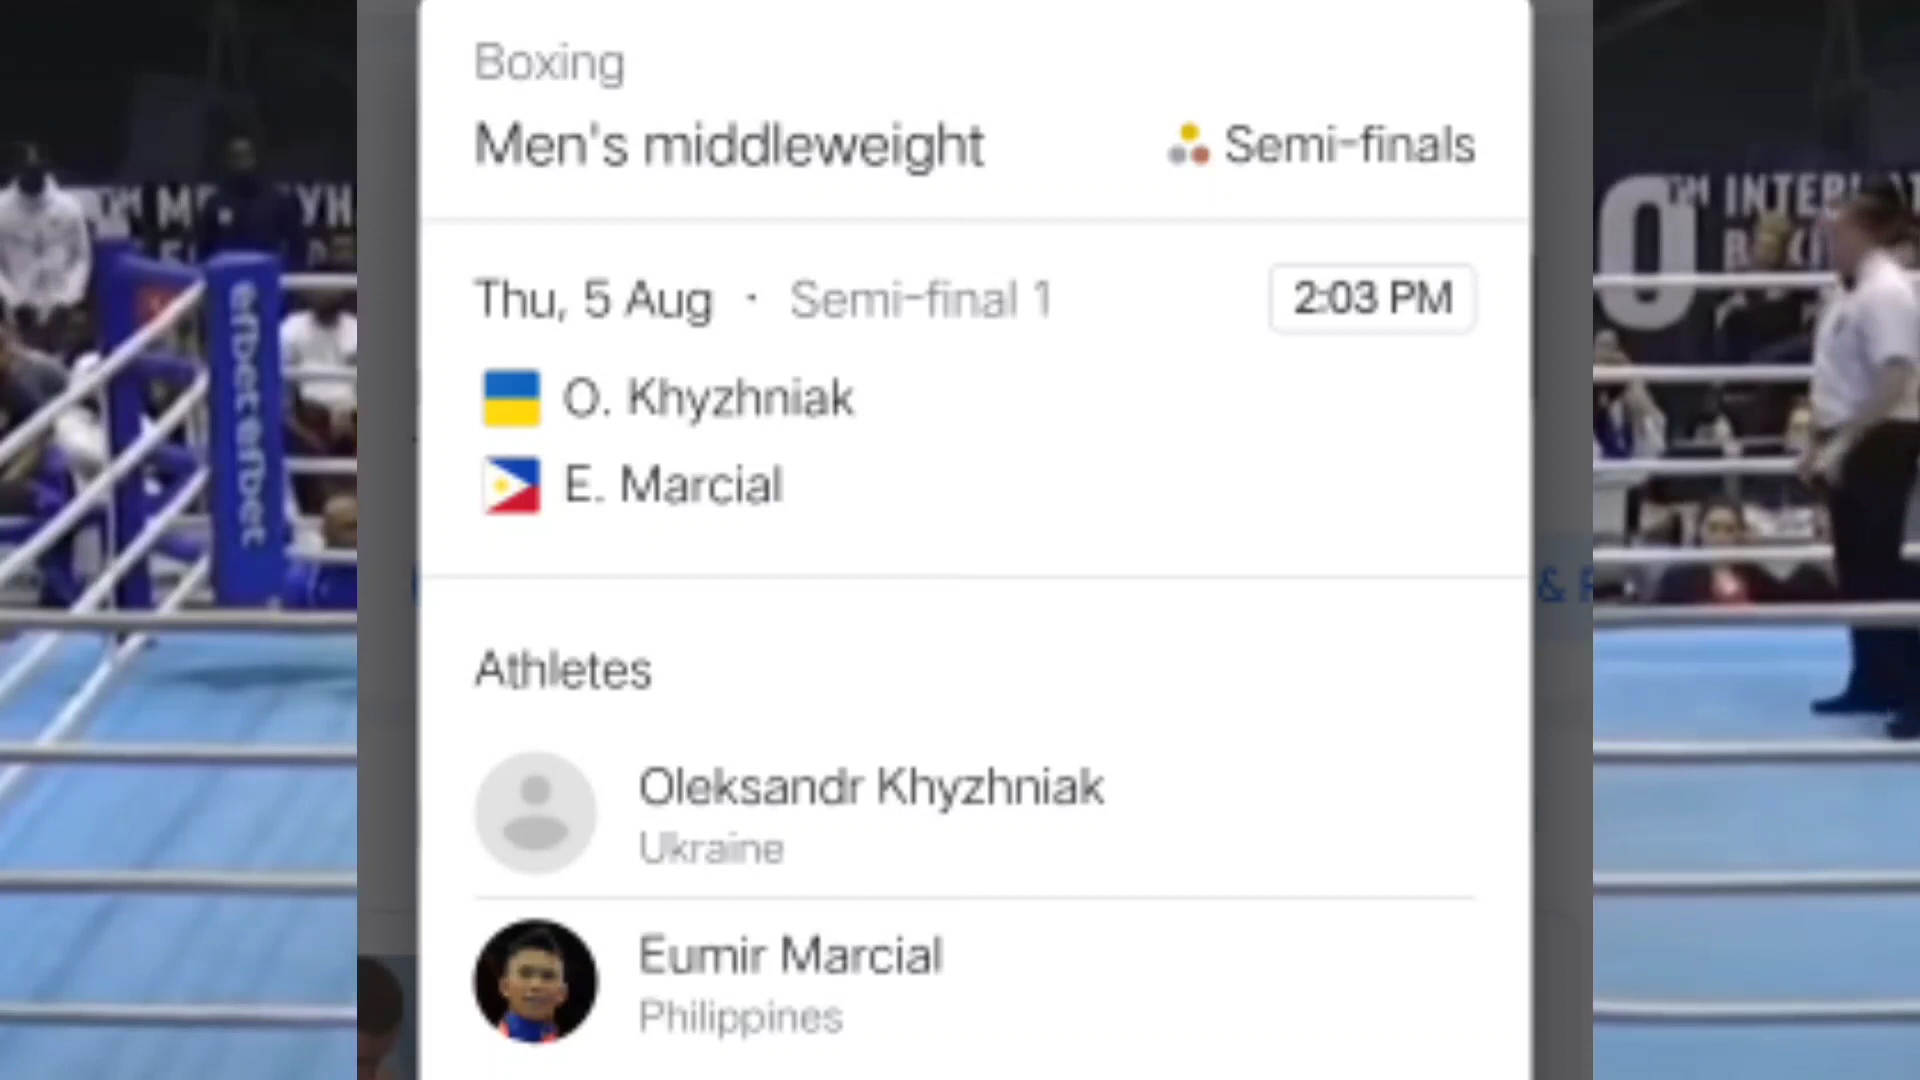 Boxing
Men's middleweight
Semi-finals
Thu, 5 Aug · Semi-final 1
2:03 PM
O. Khyzhniak
E. Marcial
Athletes
Oleksandr Khyzhniak
Ukraine
Eumir Marcial
Philippines
efbet efbet
0TH INTER
&